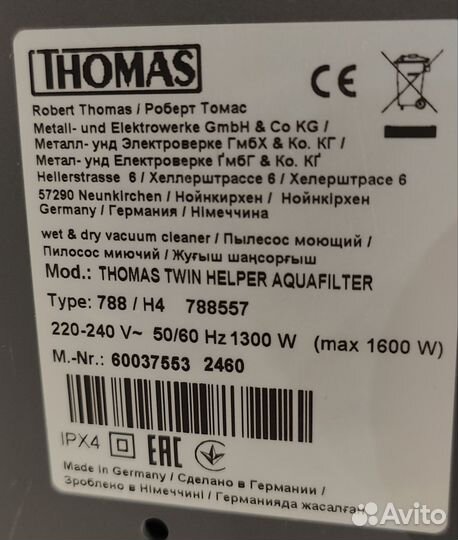 THOMAS
CE
Robert Thomas / Роберт Томас
Metall- und Elektrowerke GmbH & Co KG /
Металл- унд Электроверке ГмбХ & Ко. КГ /
Метал- унд Електроверке ҐмбГ & Ко. КҐ
Hellerstrasse 6 / Хеллерштрассе 6 / Хелерштрасе 6
57290 Neunkirchen / Нойнкирхен / Нойнкірхен
Germany / Германия / Німеччина
wet & dry vacuum cleaner / Пылесос моющий /
Пилосос миючий / Жуғыш шаңсорғыш
Mod.: THOMAS TWIN HELPER AQUAFILTER
Type: 788 / H4 788557
220-240 V~ 50/60 Hz 1300 W (max 1600 W)
M.-Nr.: 60037553 2460
IPX4 EAC
Made in Germany / Сделано в Германии /
Зроблено в Німеччині / Германияда жасалған
Avito